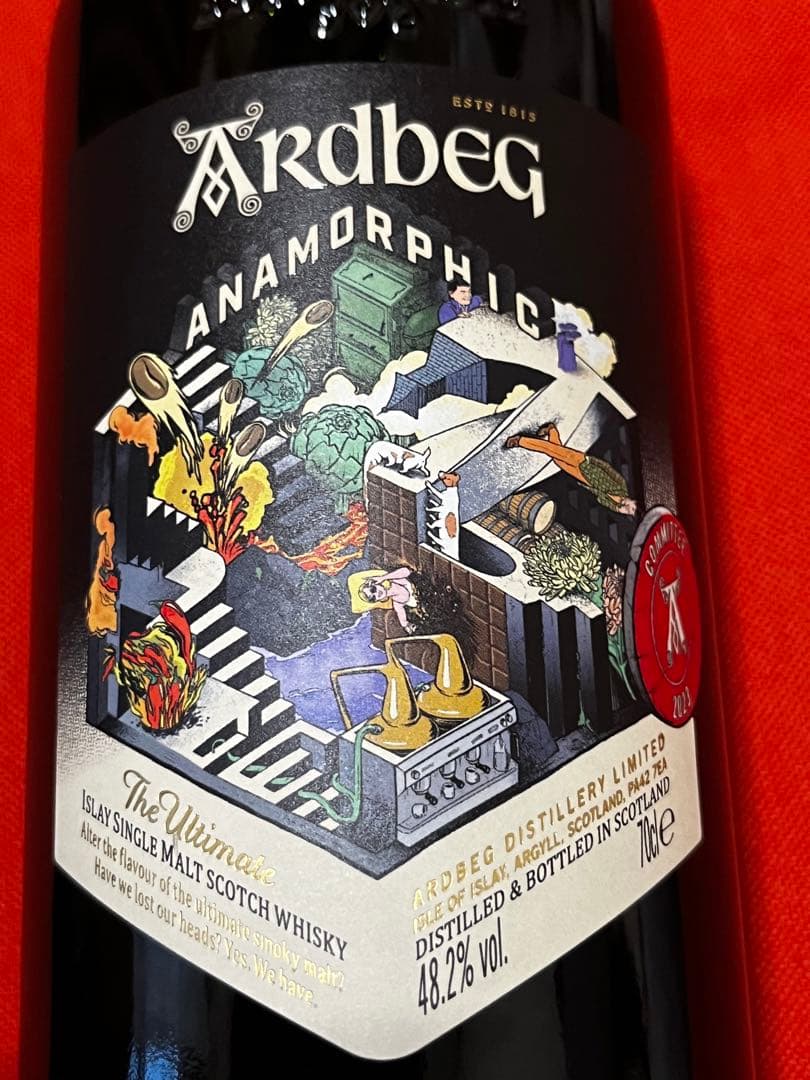 ESTD 1815
ARDBEG
ANAMORPHIC
COMMITTEE
A
2023
The Ultimate
ISLAY SINGLE MALT SCOTCH WHISKY
Alter the flavour of the ultimate smoky malt?
Have we lost our heads? Yes. We have.
ARDBEG DISTILLERY LIMITED
ISLE OF ISLAY, ARGYLL, SCOTLAND, PA42 7EA
DISTILLED & BOTTLED IN SCOTLAND
48.2% vol.
70cl e